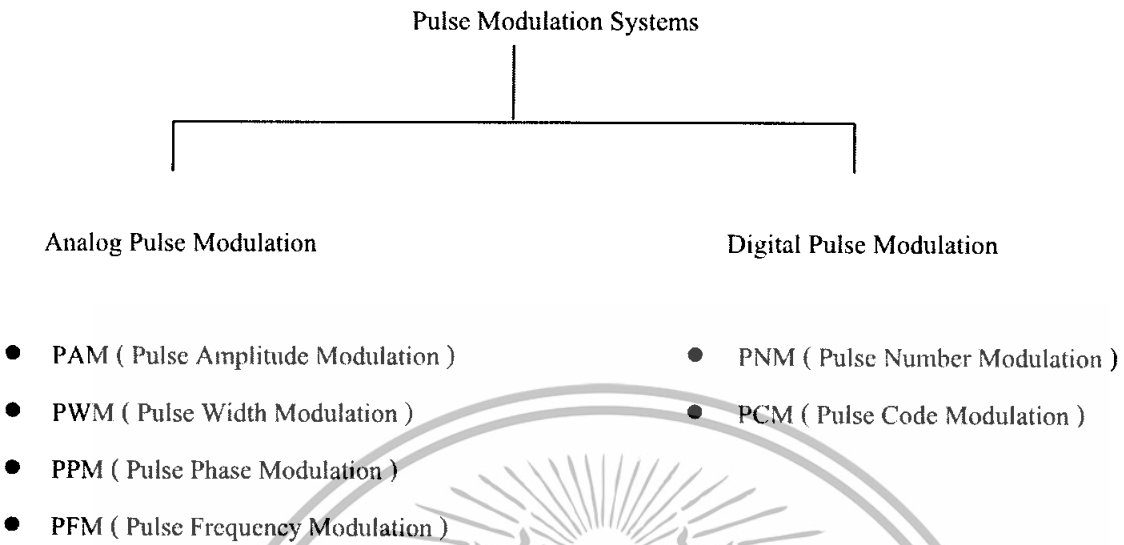 Pulse Modulation Systems
Analog Pulse Modulation
Digital Pulse Modulation
● PAM ( Pulse Amplitude Modulation )
● PWM ( Pulse Width Modulation )
● PPM ( Pulse Phase Modulation )
● PFM ( Pulse Frequency Modulation )
● PNM ( Pulse Number Modulation )
● PCM ( Pulse Code Modulation )